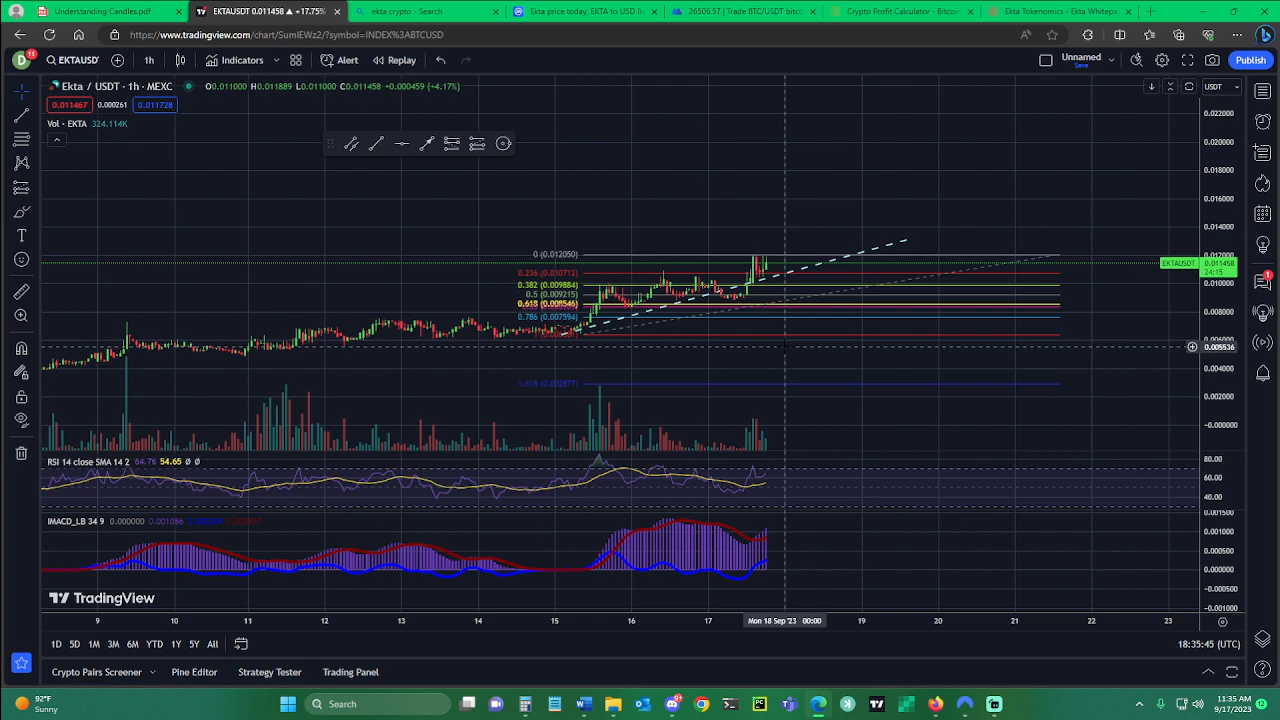 Understanding Candles.pdf
EKTAUSDT 0.011458 ▲ +17.75%
ekta crypto - Search
Ekta price today, EKTA to USD li
26506.57 | Trade BTC/USDT bitco
Crypto Profit Calculator - Bitcoin
Ekta Tokenomics - Ekta Whitepap
https://www.tradingview.com/chart/SumIEWz2/?symbol=INDEX%3ABTCUSD
D
11
EKTAUSDT
1h
Indicators
Alert
Replay
Unnamed
Save
Publish
Ekta / USDT · 1h · MEXC
O0.011000 H0.011889 L0.011000 C0.011458 +0.000459 (+4.17%)
USDT
0.011467
0.000261
0.011728
Vol · EKTA 324.114K
0.022000
0.020000
0.018000
0.016000
0.014000
0.012000
0 (0.012050)
EKTAUSDT
0.011458
24:15
0.236 (0.010712)
0.382 (0.009884)
0.010000
0.5 (0.009215)
0.618 (0.008546)
0.008000
0.786 (0.007594)
0.006000
0.005536
0.004000
1.618 (0.002877)
0.002000
−0.000000
RSI 14 close SMA 14 2 64.76 54.65 Ø Ø
80.00
60.00
40.00
IMACD_LB 34 9 0.000000 0.001086
0.001500
0.001000
0.000500
0.000000
−0.000500
−0.001000
TradingView
9
10
11
12
13
14
15
16
17
Mon 18 Sep '23 00:00
19
20
21
22
23
1D
5D
1M
3M
6M
YTD
1Y
5Y
All
18:35:45 (UTC)
Crypto Pairs Screener
Pine Editor
Strategy Tester
Trading Panel
92°F
Sunny
Search
11:35 AM
9/17/2023